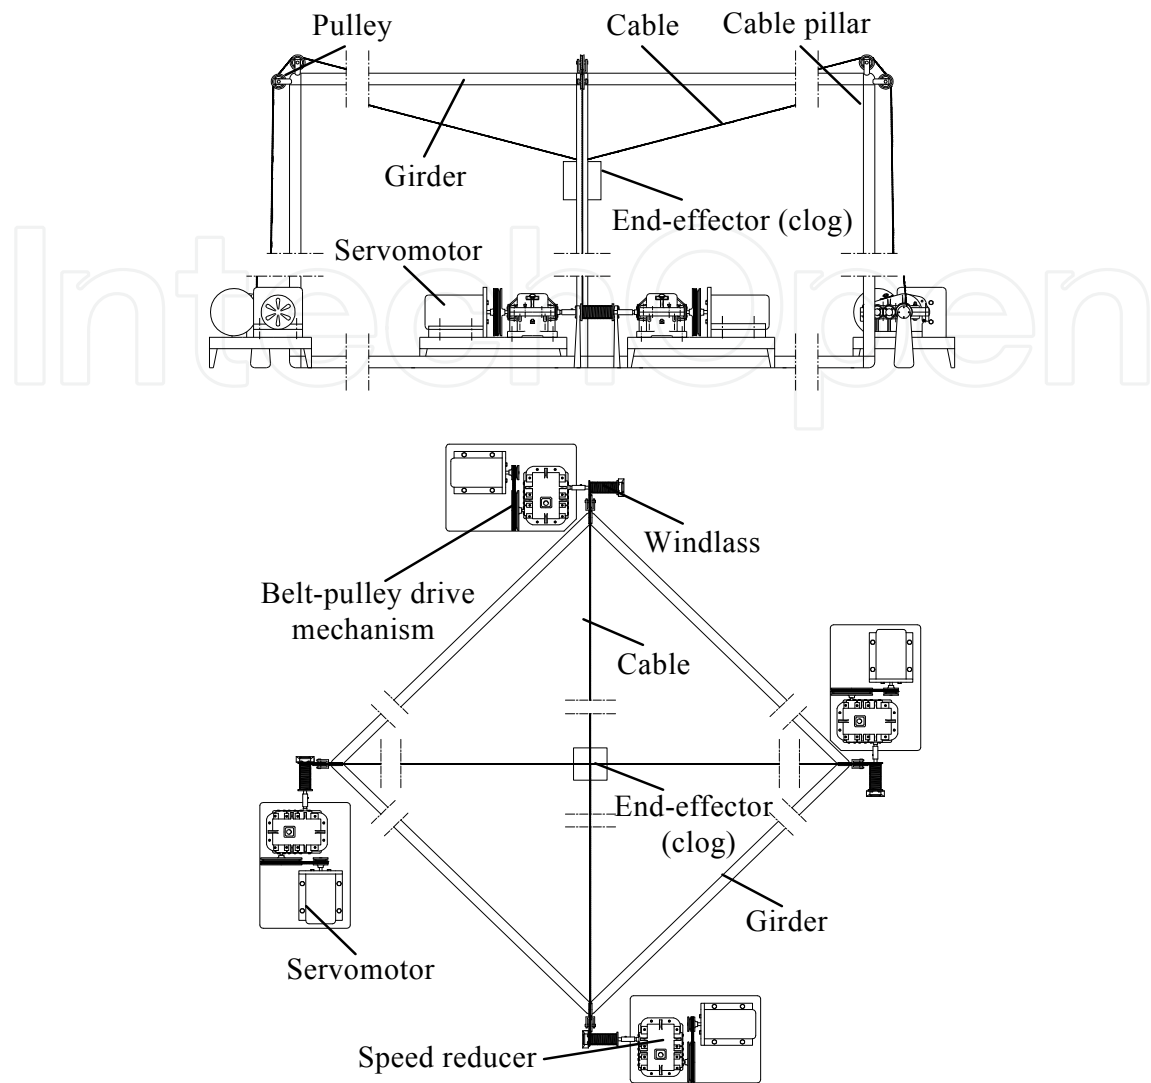 Pulley
Cable
Cable pillar
Girder
End-effector (clog)
Servomotor
IntechOpen
Windlass
Belt-pulley drive
mechanism
Cable
End-effector
(clog)
Girder
Servomotor
Speed reducer